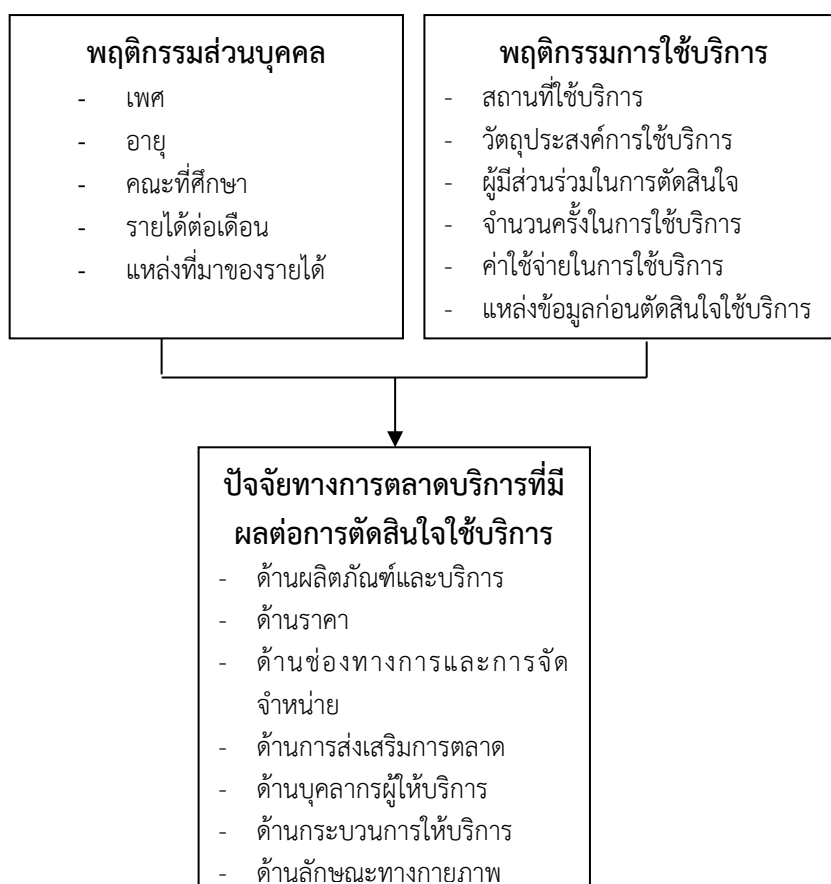 พฤติกรรมส่วนบุคคล
- เพศ
- อายุ
- คณะที่ศึกษา
- รายได้ต่อเดือน
- แหล่งที่มาของรายได้
พฤติกรรมการใช้บริการ
- สถานที่ใช้บริการ
- วัตถุประสงค์การใช้บริการ
- ผู้มีส่วนร่วมในการตัดสินใจ
- จำนวนครั้งในการใช้บริการ
- ค่าใช้จ่ายในการใช้บริการ
- แหล่งข้อมูลก่อนตัดสินใจใช้บริการ
ปัจจัยทางการตลาดบริการที่มี
ผลต่อการตัดสินใจใช้บริการ
- ด้านผลิตภัณฑ์และบริการ
- ด้านราคา
- ด้านช่องทางการและการจัด
จำหน่าย
- ด้านการส่งเสริมการตลาด
- ด้านบุคลากรผู้ให้บริการ
- ด้านกระบวนการให้บริการ
- ด้านลักษณะทางกายภาพ